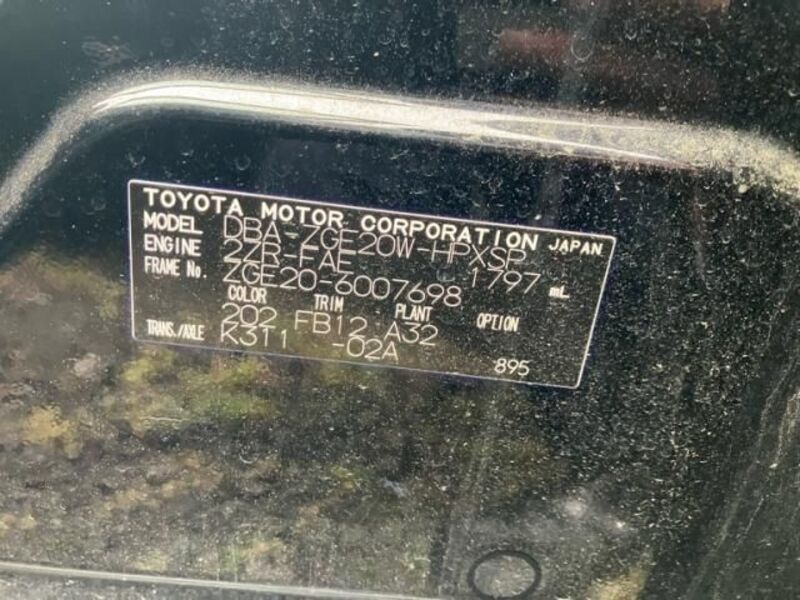 TOYOTA MOTOR CORPORATION JAPAN
MODEL DBA-ZGE20W-HPXSP
ENGINE 2ZR-FAE 1797 mL
FRAME No. ZGE20-6007698
COLOR TRIM PLANT OPTION
202 FB12 A32
TRANS./AXLE K311 -02A
895